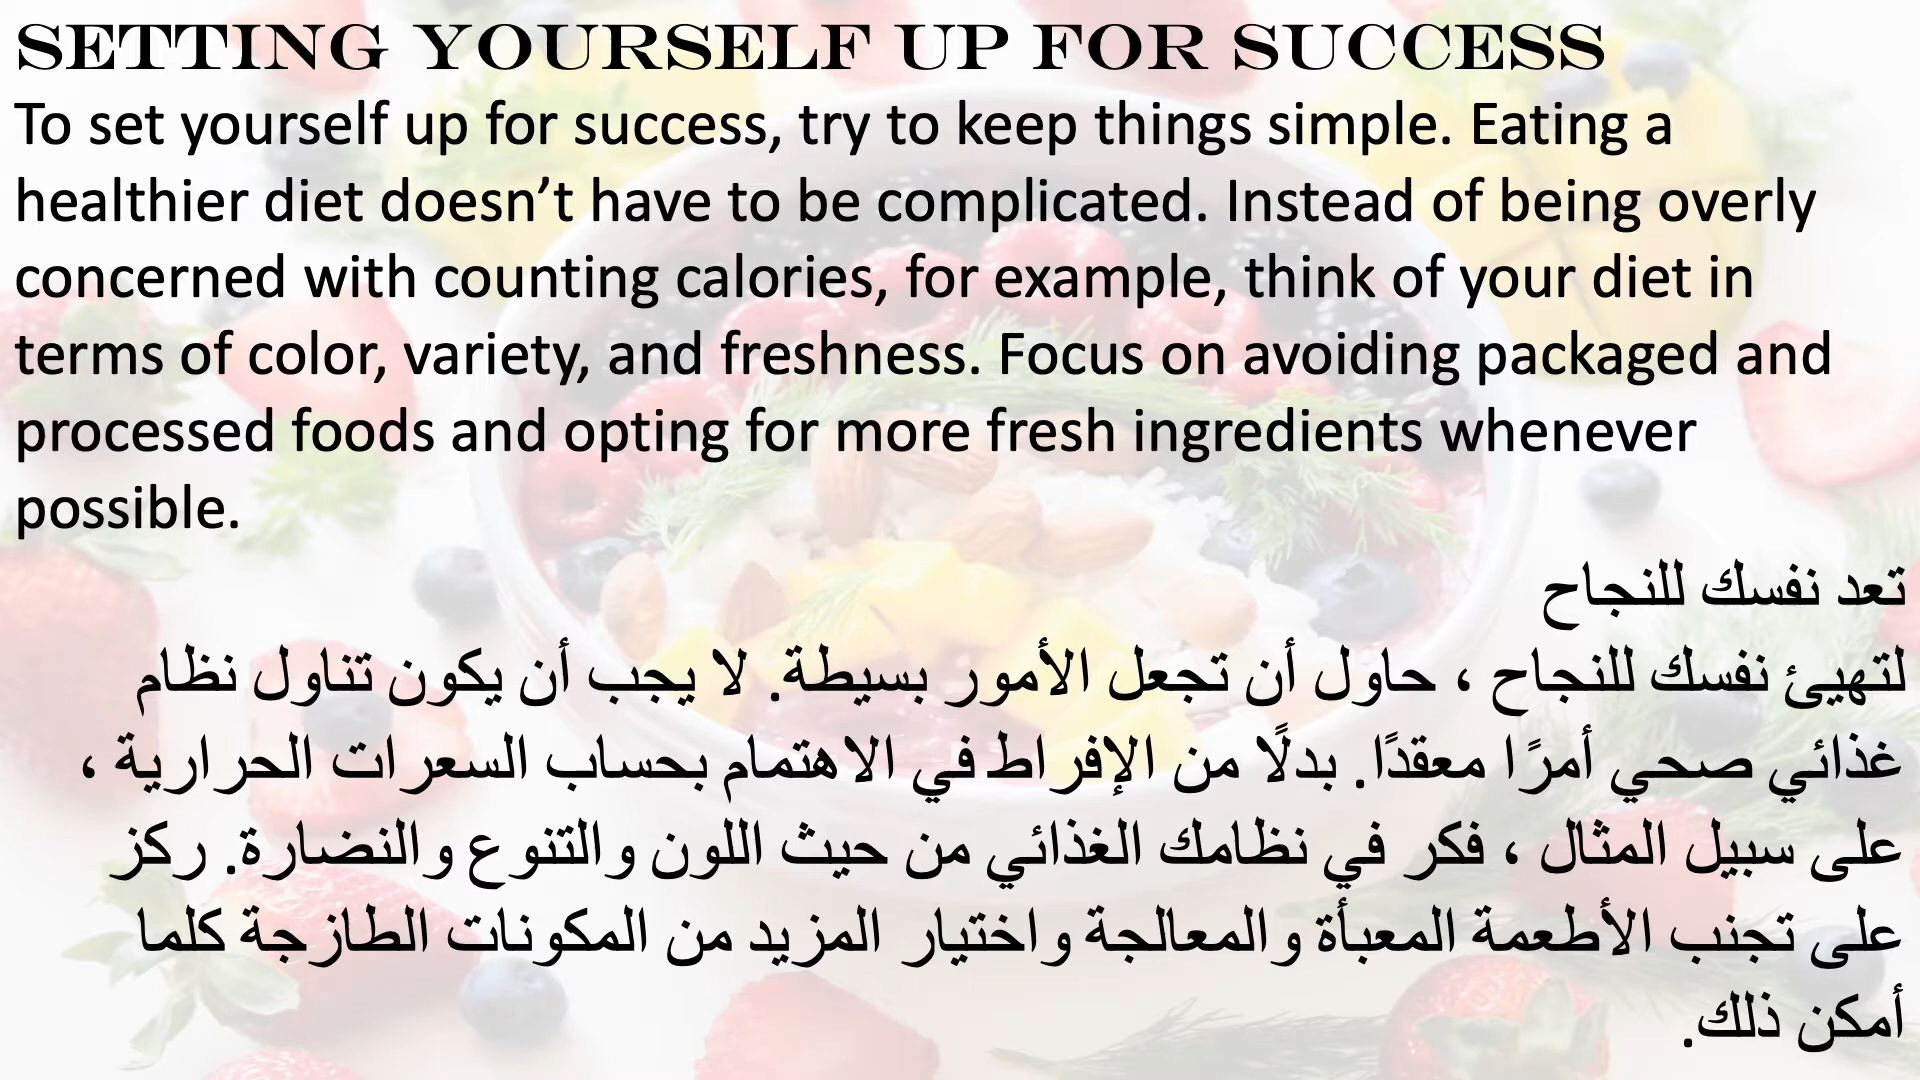 SETTING YOURSELF UP FOR SUCCESS
To set yourself up for success, try to keep things simple. Eating a
healthier diet doesn’t have to be complicated. Instead of being overly
concerned with counting calories, for example, think of your diet in
terms of color, variety, and freshness. Focus on avoiding packaged and
processed foods and opting for more fresh ingredients whenever
possible.
تعد نفسك للنجاح
لتهيئ نفسك للنجاح ، حاول أن تجعل الأمور بسيطة. لا يجب أن يكون تناول نظام
غذائي صحي أمرًا معقدًا. بدلًا من الإفراط في الاهتمام بحساب السعرات الحرارية ،
على سبيل المثال ، فكر في نظامك الغذائي من حيث اللون والتنوع والنضارة. ركز
على تجنب الأطعمة المعبأة والمعالجة واختيار المزيد من المكونات الطازجة كلما
أمكن ذلك.